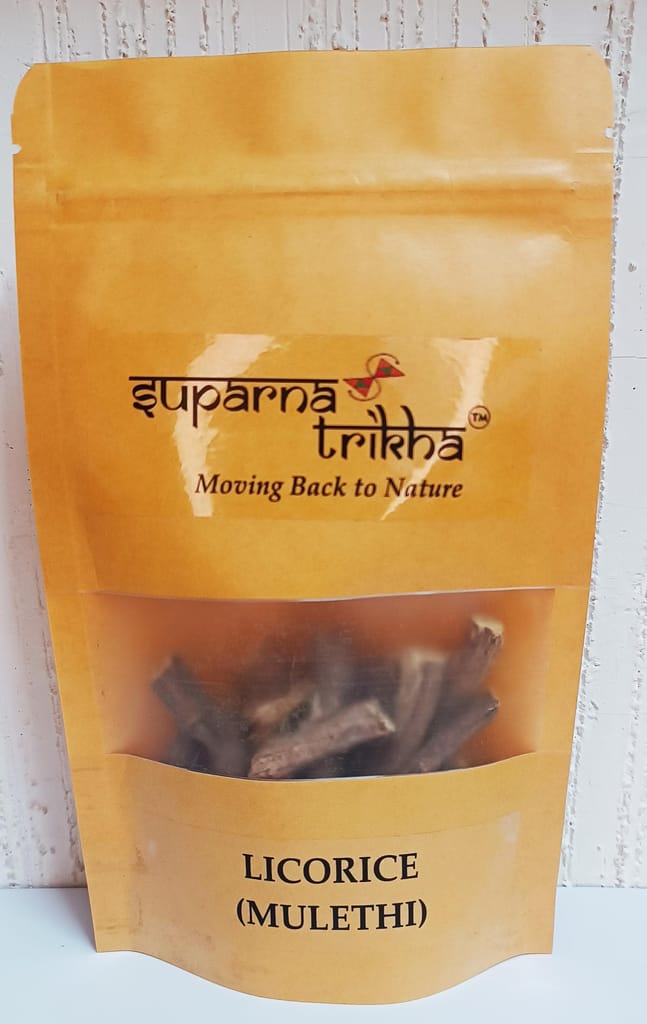 suparna
trikha TM
Moving Back to Nature
LICORICE
(MULETHI)